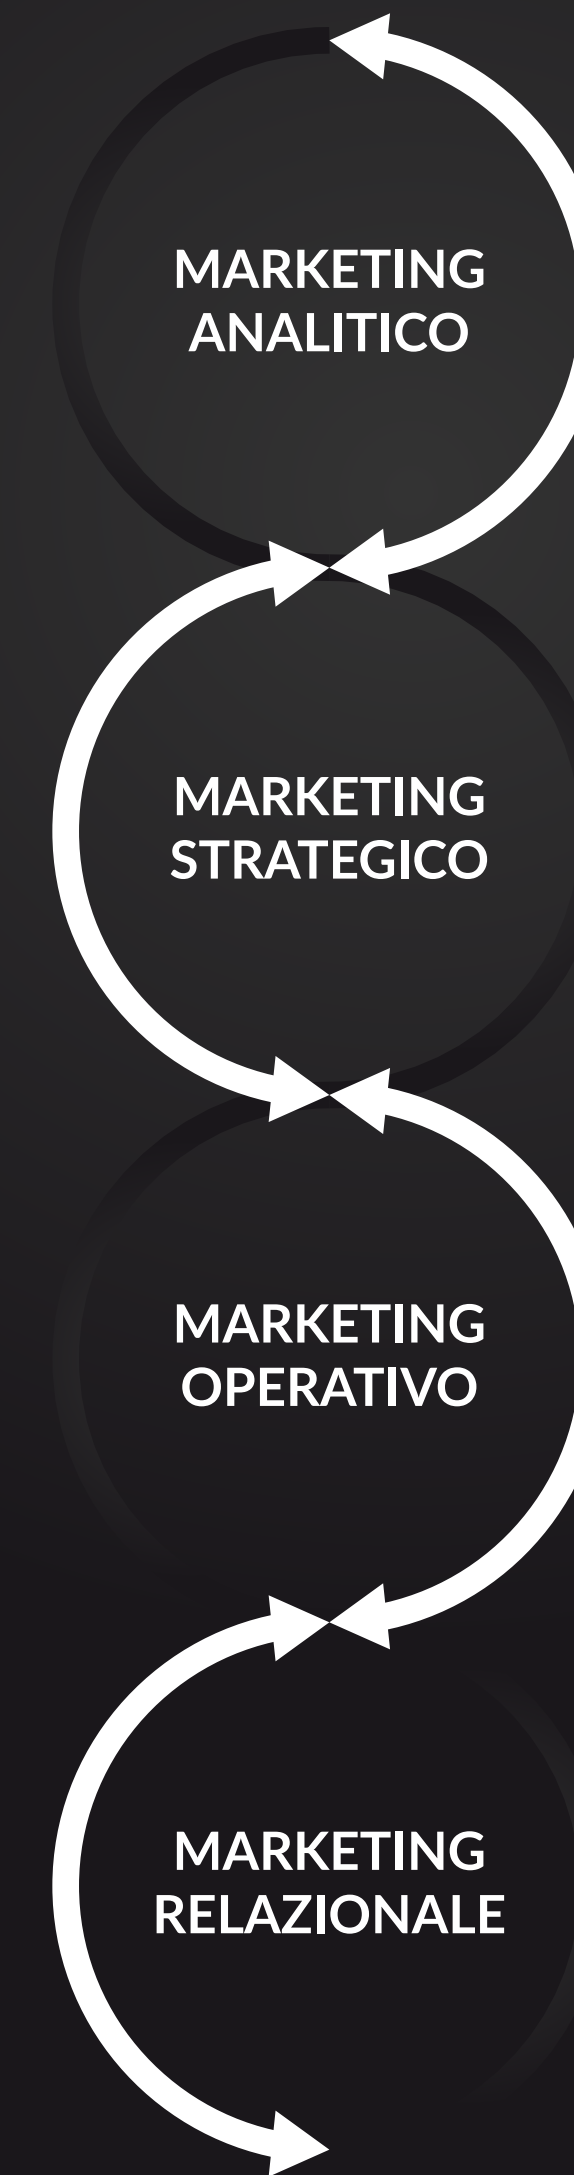 MARKETING
ANALITICO
MARKETING
STRATEGICO
MARKETING
OPERATIVO
MARKETING
RELAZIONALE